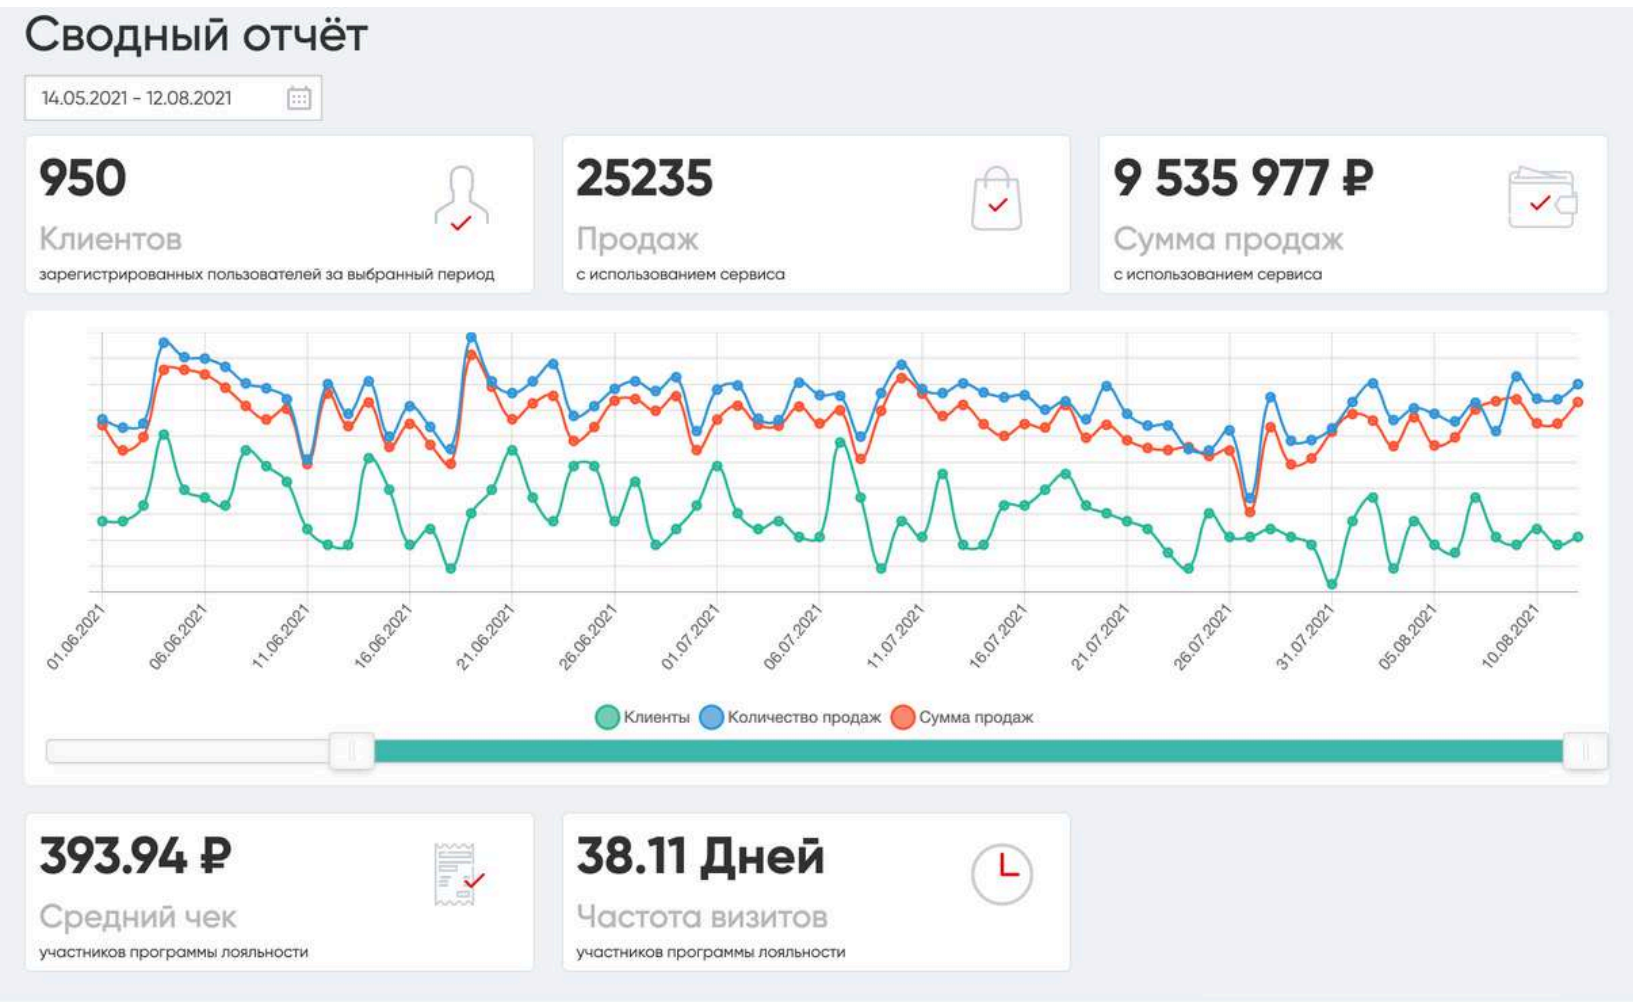 Сводный отчёт
14.05.2021 - 12.08.2021
950
Клиентов
зарегистрированных пользователей за выбранный период
25235
Продаж
с использованием сервиса
9 535 977 ₽
Сумма продаж
с использованием сервиса
01.06.2021
06.06.2021
11.06.2021
16.06.2021
21.06.2021
26.06.2021
01.07.2021
06.07.2021
11.07.2021
16.07.2021
21.07.2021
26.07.2021
31.07.2021
05.08.2021
10.08.2021
Клиенты Количество продаж Сумма продаж
393.94 ₽
Средний чек
участников программы лояльности
38.11 Дней
Частота визитов
участников программы лояльности